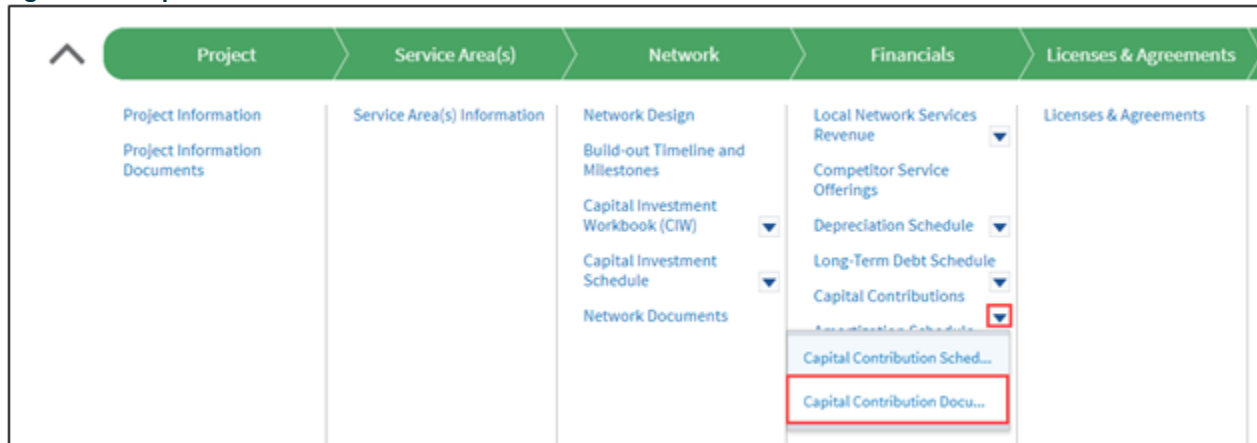 Project
Service Area(s)
Network
Financials
Licenses & Agreements
Project Information
Project Information
Documents
Service Area(s) Information
Network Design
Build-out Timeline and
Milestones
Capital Investment
Workbook (CIW)
Capital Investment
Schedule
Network Documents
Local Network Services
Revenue
Competitor Service
Offerings
Depreciation Schedule
Long-Term Debt Schedule
Capital Contributions
Capital Contribution Sched...
Capital Contribution Docu...
Licenses & Agreements